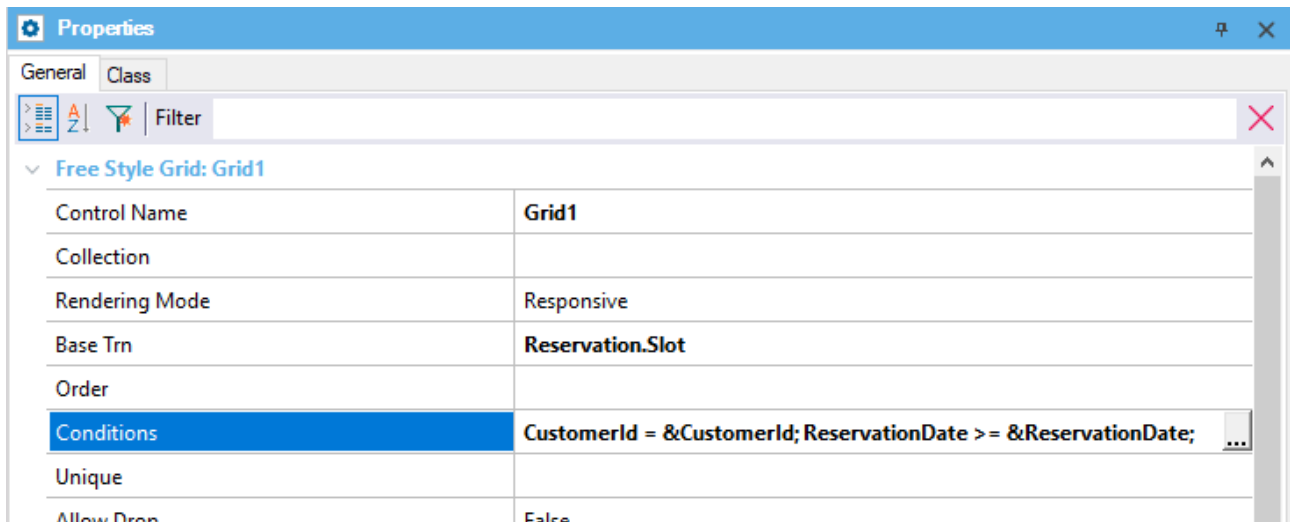 Properties
General Class
Filter
Free Style Grid: Grid1
Control Name Grid1
Collection
Rendering Mode Responsive
Base Trn Reservation.Slot
Order
Conditions CustomerId = &CustomerId; ReservationDate >= &ReservationDate; ...
Unique
Allow Drop False